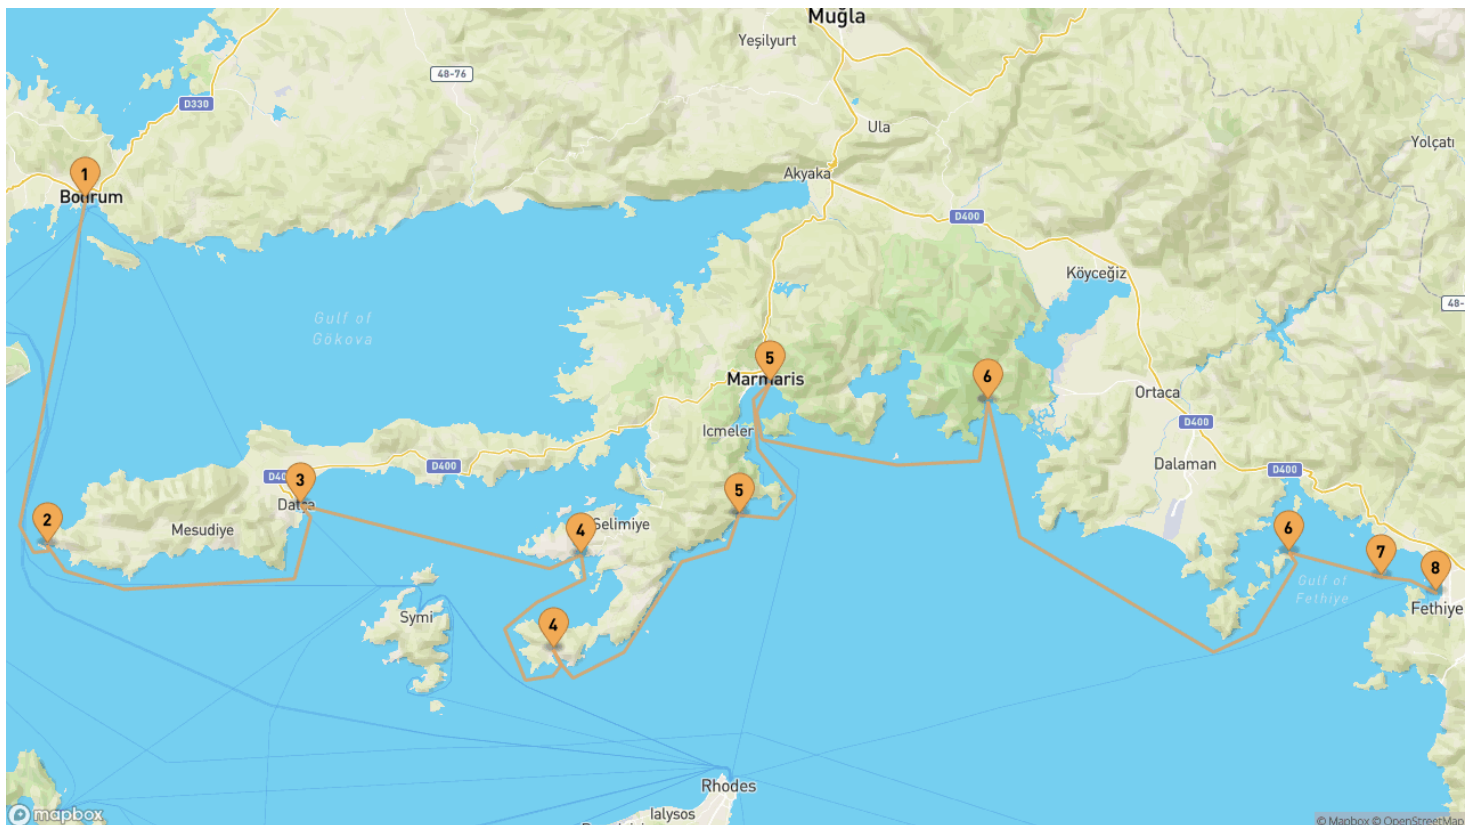 Muğla
Yeşilyurt
48-76
D330
Ula
Yolçatı
1
Akyaka
Bodrum
D400
Köyceğiz
48-
Gulf of
Gökova
5
Marmaris
6
Ortaca
Icmeler
D400
D400
Dalaman
D400
3
Datça
5
2
Mesudiye
4
Selimiye
6
7
8
Gulf of
Fethiye
Fethiye
Symi
4
Rhodes
Ialysos
mapbox
© Mapbox © OpenStreetMap